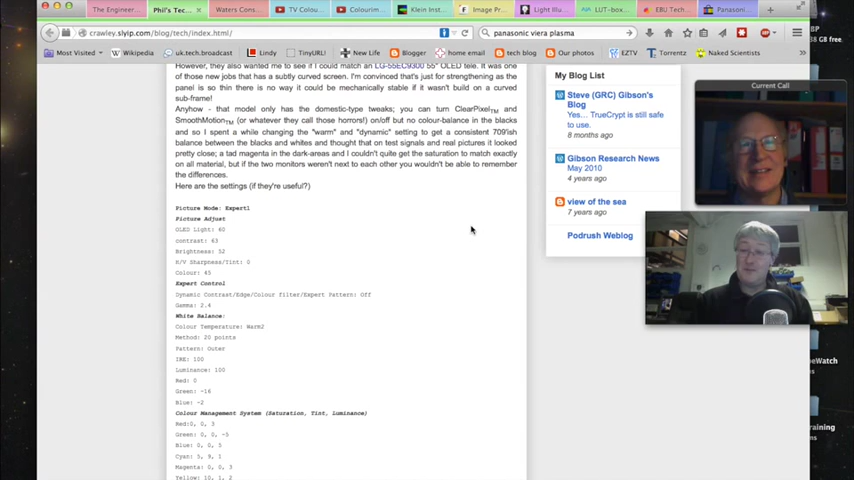 The Engineer...
Phil's Tec...
Waters Cons...
TV Colou...
Colourim...
Klein Inst...
Image Pr...
Light Illu...
LUT-box...
EBU Tech...
Panasoni...
crawley.slyip.com/blog/tech/index.html/
panasonic viera plasma
Most Visited
Wikipedia
uk.tech.broadcast
Lindy
TinyURL!
New Life
Blogger
home email
tech blog
Our photos
EZTV
Torrentz
Naked Scientists
However, they also wanted me to see if I could match an LG-55EC9300 55" OLED tele. It was one
of those new jobs that has a subtly curved screen. I'm convinced that's just for strengthening as the
panel is so thin there is no way it could be mechanically stable if it wasn't build on a curved
sub-frame!
Anyhow - that model only has the domestic-type tweaks; you can turn ClearPixelTM and
SmoothMotionTM (or whatever they call those horrors!) on/off but no colour-balance in the blacks
and so I spent a while changing the "warm" and "dynamic" setting to get a consistent 709'ish
balance between the blacks and whites and thought that on test signals and real pictures it looked
pretty close; a tad magenta in the dark-areas and I couldn't quite get the saturation to match exactly
on all material, but if the two monitors weren't next to each other you wouldn't be able to remember
the differences.
Here are the settings (if they're useful?)
Picture Mode: Expert1
Picture Adjust
OLED Light: 60
contrast: 63
Brightness: 52
H/V Sharpness/Tint: 0
Colour: 45
Expert Control
Dynamic Contrast/Edge/Colour filter/Expert Pattern: Off
Gamma: 2.4
White Balance:
Colour Temperature: Warm2
Method: 20 points
Pattern: Outer
IRE: 100
Luminance: 100
Red: 0
Green: -16
Blue: -2
Colour Management System (Saturation, Tint, luminance)
Red:0, 0, 3
Green: 0, 0, -5
Blue: 0, 0, 5
Cyan: 5, 9, 1
Magenta: 0, 0, 3
Yellow: 10, 1, 2
My Blog List
Steve (GRC) Gibson's
Blog
Yes... TrueCrypt is still safe
to use.
8 months ago
Gibson Research News
May 2010
4 years ago
view of the sea
7 years ago
Podrush Weblog
Current Call
BP
GB free
Watch
raining